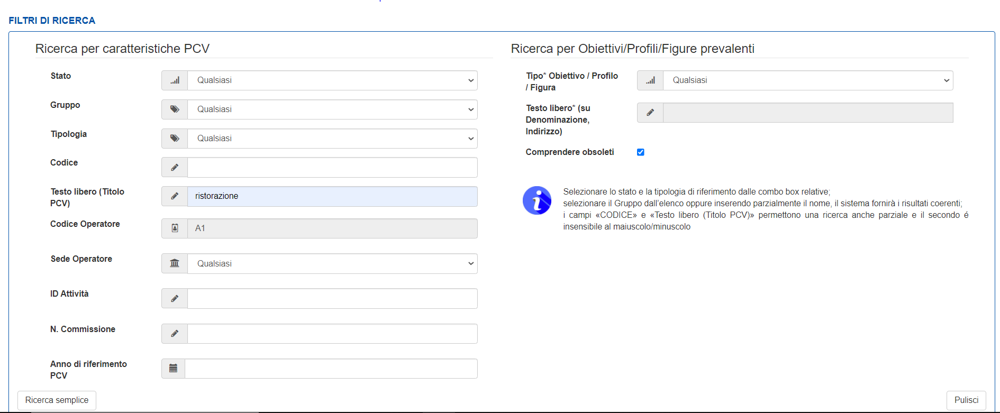 FILTRI DI RICERCA
Ricerca per caratteristiche PCV
Stato
Qualsiasi
Gruppo
Qualsiasi
Tipologia
Qualsiasi
Codice
Testo libero (Titolo
PCV)
ristorazione
Codice Operatore
A1
Sede Operatore
Qualsiasi
ID Attività
N. Commissione
Anno di riferimento
PCV
Ricerca per Obiettivi/Profili/Figure prevalenti
Tipo* Obiettivo / Profilo
/ Figura
Qualsiasi
Testo libero* (su
Denominazione,
Indirizzo)
Comprendere obsoleti
Selezionare lo stato e la tipologia di riferimento dalle combo box relative;
selezionare il Gruppo dall'elenco oppure inserendo parzialmente il nome, il sistema fornirà i risultati coerenti;
i campi «CODICE» e «Testo libero (Titolo PCV)» permettono una ricerca anche parziale e il secondo é
insensibile al maiuscolo/minuscolo
Ricerca semplice
Pulisci